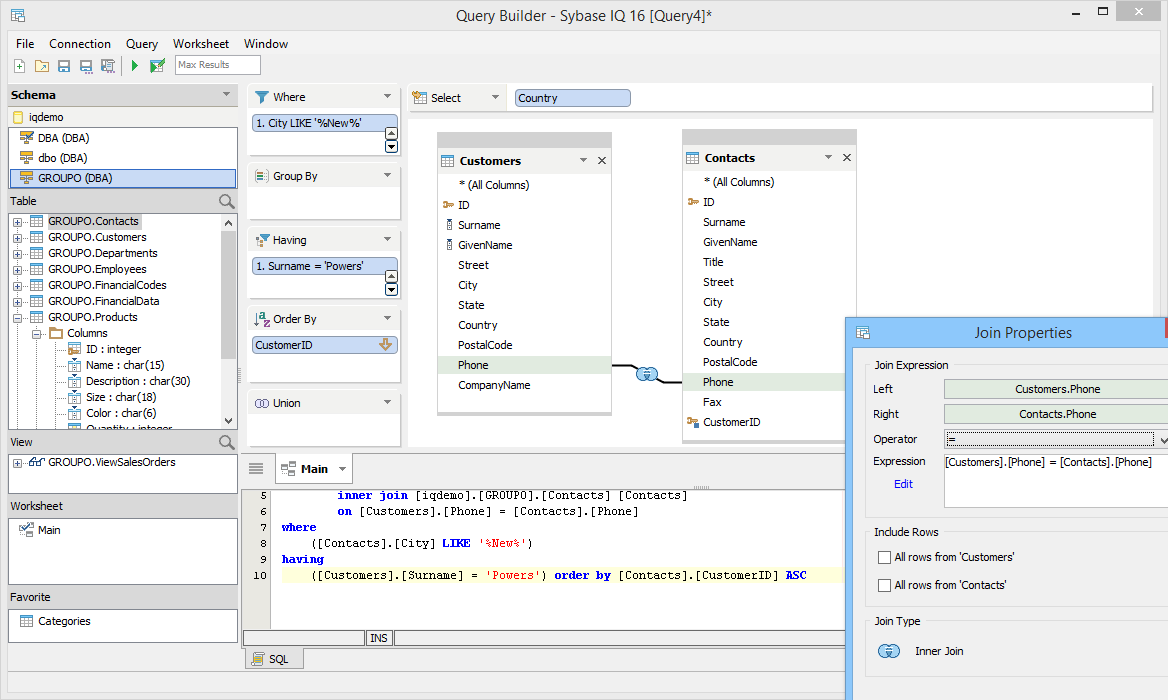 Query Builder - Sybase IQ 16 [Query4]*
File Connection Query Worksheet Window
Max Results
Schema
iqdemo
DBA (DBA)
dbo (DBA)
GROUPO (DBA)
Table
GROUPO.Contacts
GROUPO.Customers
GROUPO.Departments
GROUPO.Employees
GROUPO.FinancialCodes
GROUPO.FinancialData
GROUPO.Products
Columns
ID : integer
Name : char(15)
Description : char(30)
Size : char(18)
Color : char(6)
Quantity : integer
View
GROUPO.ViewSalesOrders
Worksheet
Main
Favorite
Categories
Where
1. City LIKE '%New%'
Group By
Having
1. Surname = 'Powers'
Order By
CustomerID
Union
Select
Country
Customers
* (All Columns)
ID
Surname
GivenName
Street
City
State
Country
PostalCode
Phone
CompanyName
Contacts
* (All Columns)
ID
Surname
GivenName
Title
Street
City
State
Country
PostalCode
Phone
Fax
CustomerID
Main
5 inner join [iqdemo].[GROUPO].[Contacts] [Contacts]
6 on [Customers].[Phone] = [Contacts].[Phone]
7 where
8 ([Contacts].[City] LIKE '%New%')
9 having
10 ([Customers].[Surname] = 'Powers') order by [Contacts].[CustomerID] ASC
INS
SQL
Join Properties
Join Expression
Left Customers.Phone
Right Contacts.Phone
Operator =
Expression [Customers].[Phone] = [Contacts].[Phone]
Edit
Include Rows
All rows from 'Customers'
All rows from 'Contacts'
Join Type
Inner Join